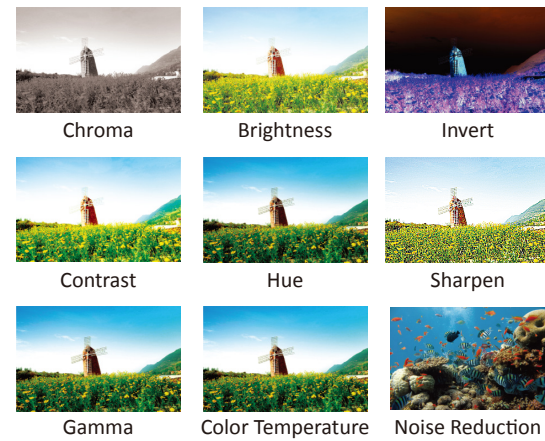 Chroma
Brightness
Invert
Contrast
Hue
Sharpen
Gamma
Color Temperature
Noise Reduction